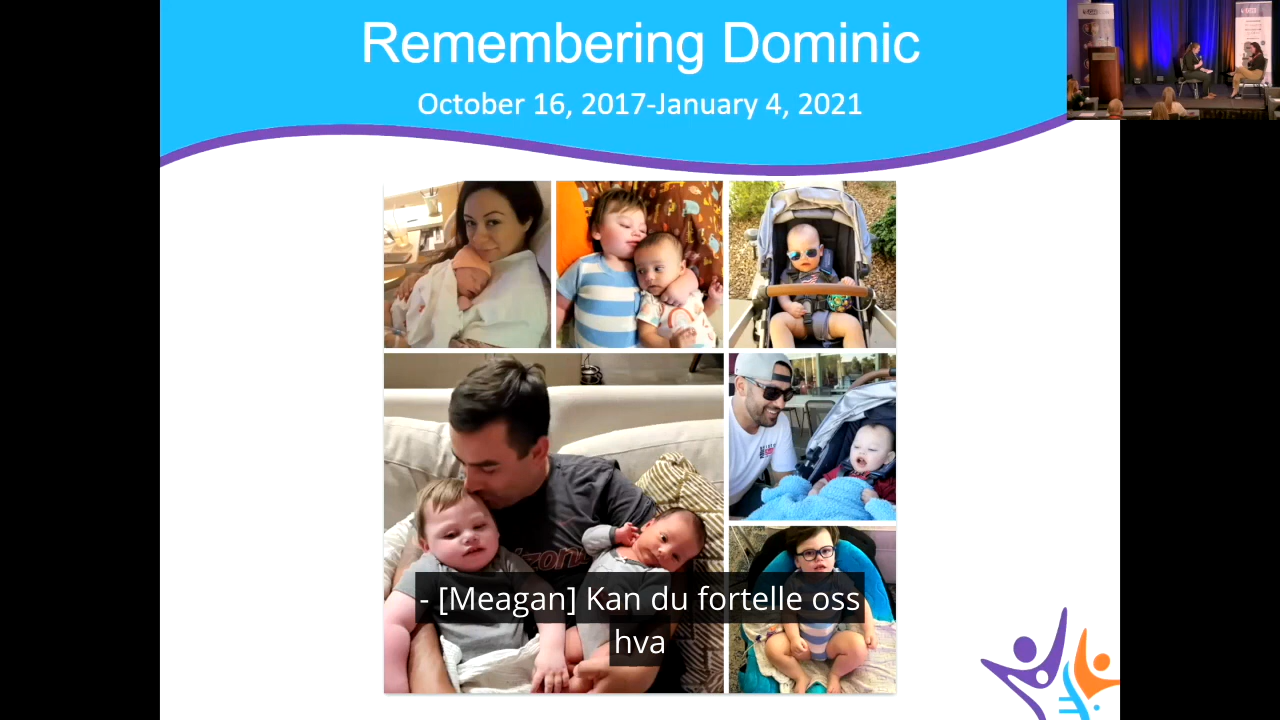 Remembering Dominic
October 16, 2017-January 4, 2021
- [Meagan] Kan du fortelle oss
hva